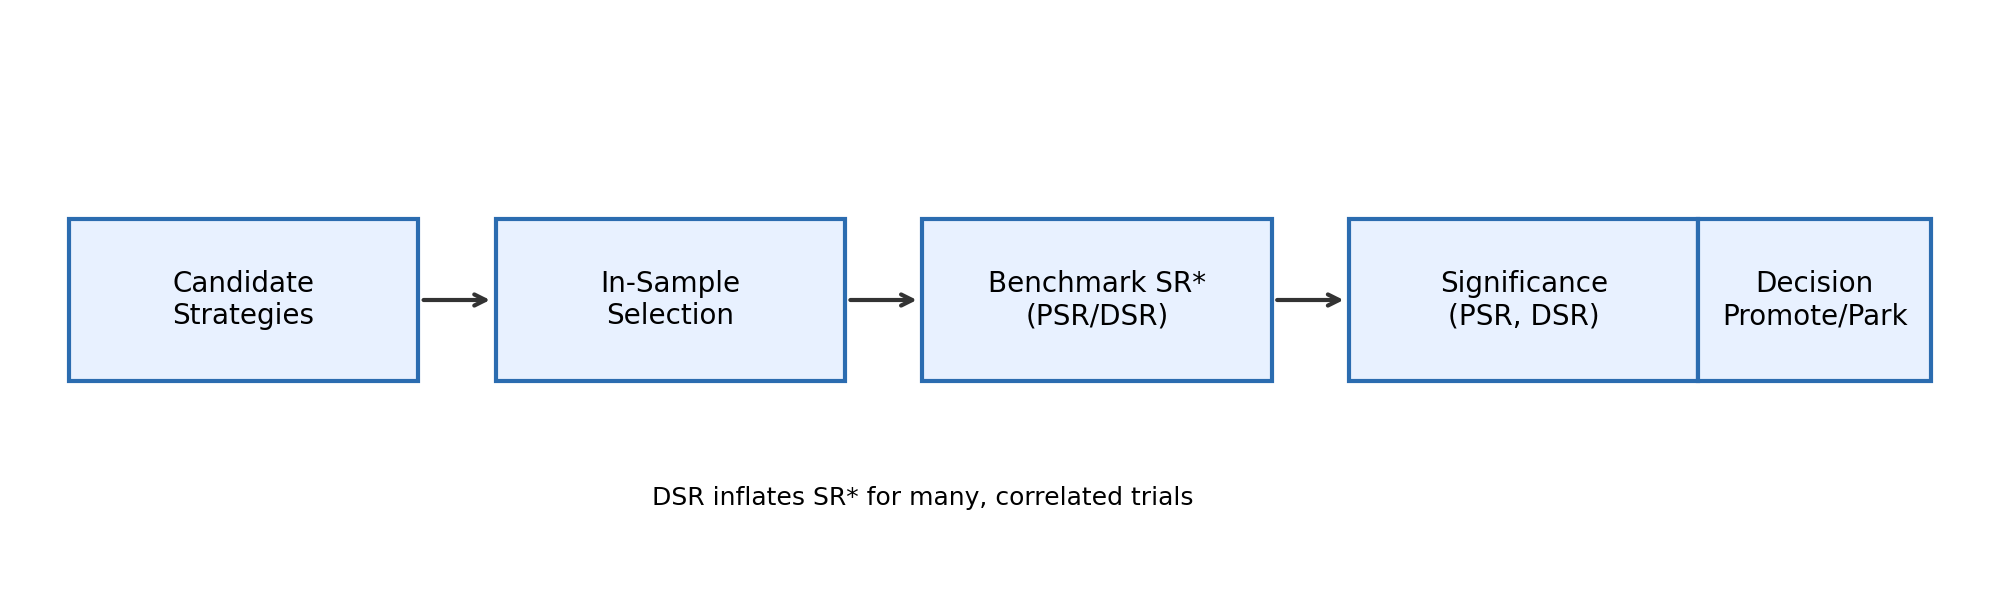 Candidate
Strategies
In-Sample
Selection
Benchmark SR*
(PSR/DSR)
Significance
(PSR, DSR)
Decision
Promote/Park
DSR inflates SR* for many, correlated trials